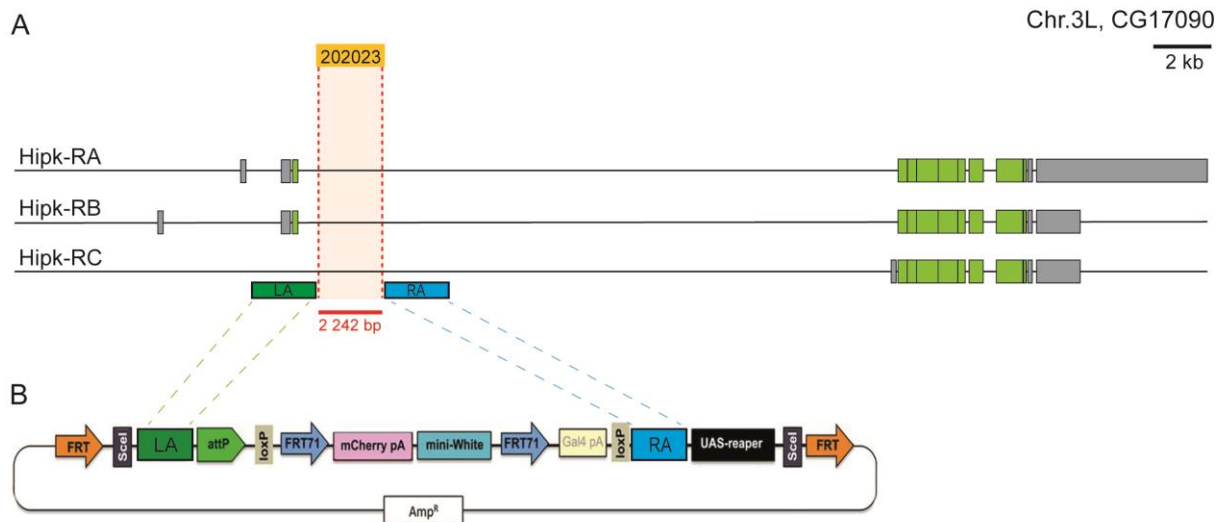 A
Chr.3L, CG17090
202023
2 kb
Hipk-RA
Hipk-RB
Hipk-RC
LA
RA
2 242 bp
B
FRT
SceI
LA
attP
loxP
FRT71
mCherry pA
mini-White
FRT71
Gal4 pA
loxP
RA
UAS-reaper
SceI
FRT
Ampᴿ